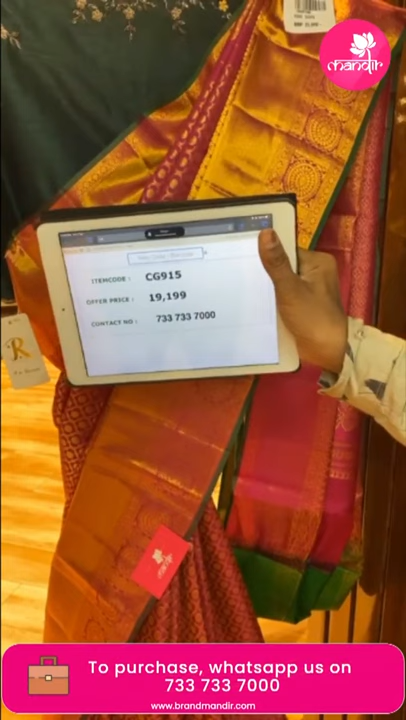 mandir
ITEMCODE : CG915
OFFER PRICE : 19,199
CONTACT NO : 733 733 7000
R
To purchase, whatsapp us on
733 733 7000
www.brandmandir.com